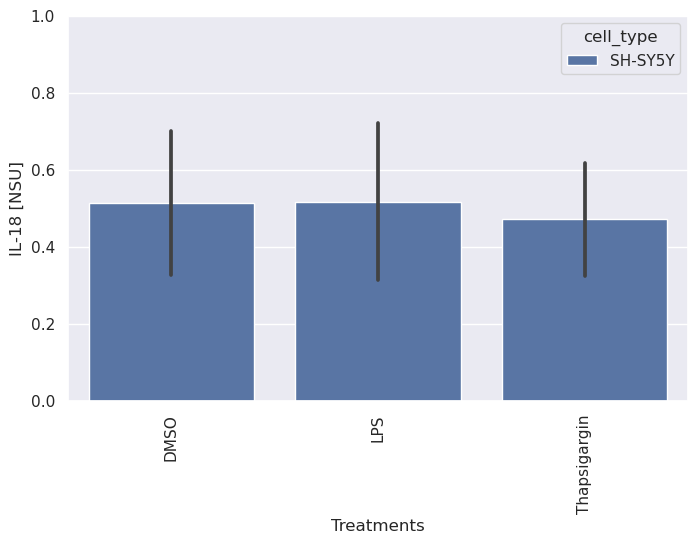 1.0
0.8
0.6
0.4
0.2
0.0
IL-18 [NSU]
cell_type
SH-SY5Y
DMSO
LPS
Thapsigargin
Treatments